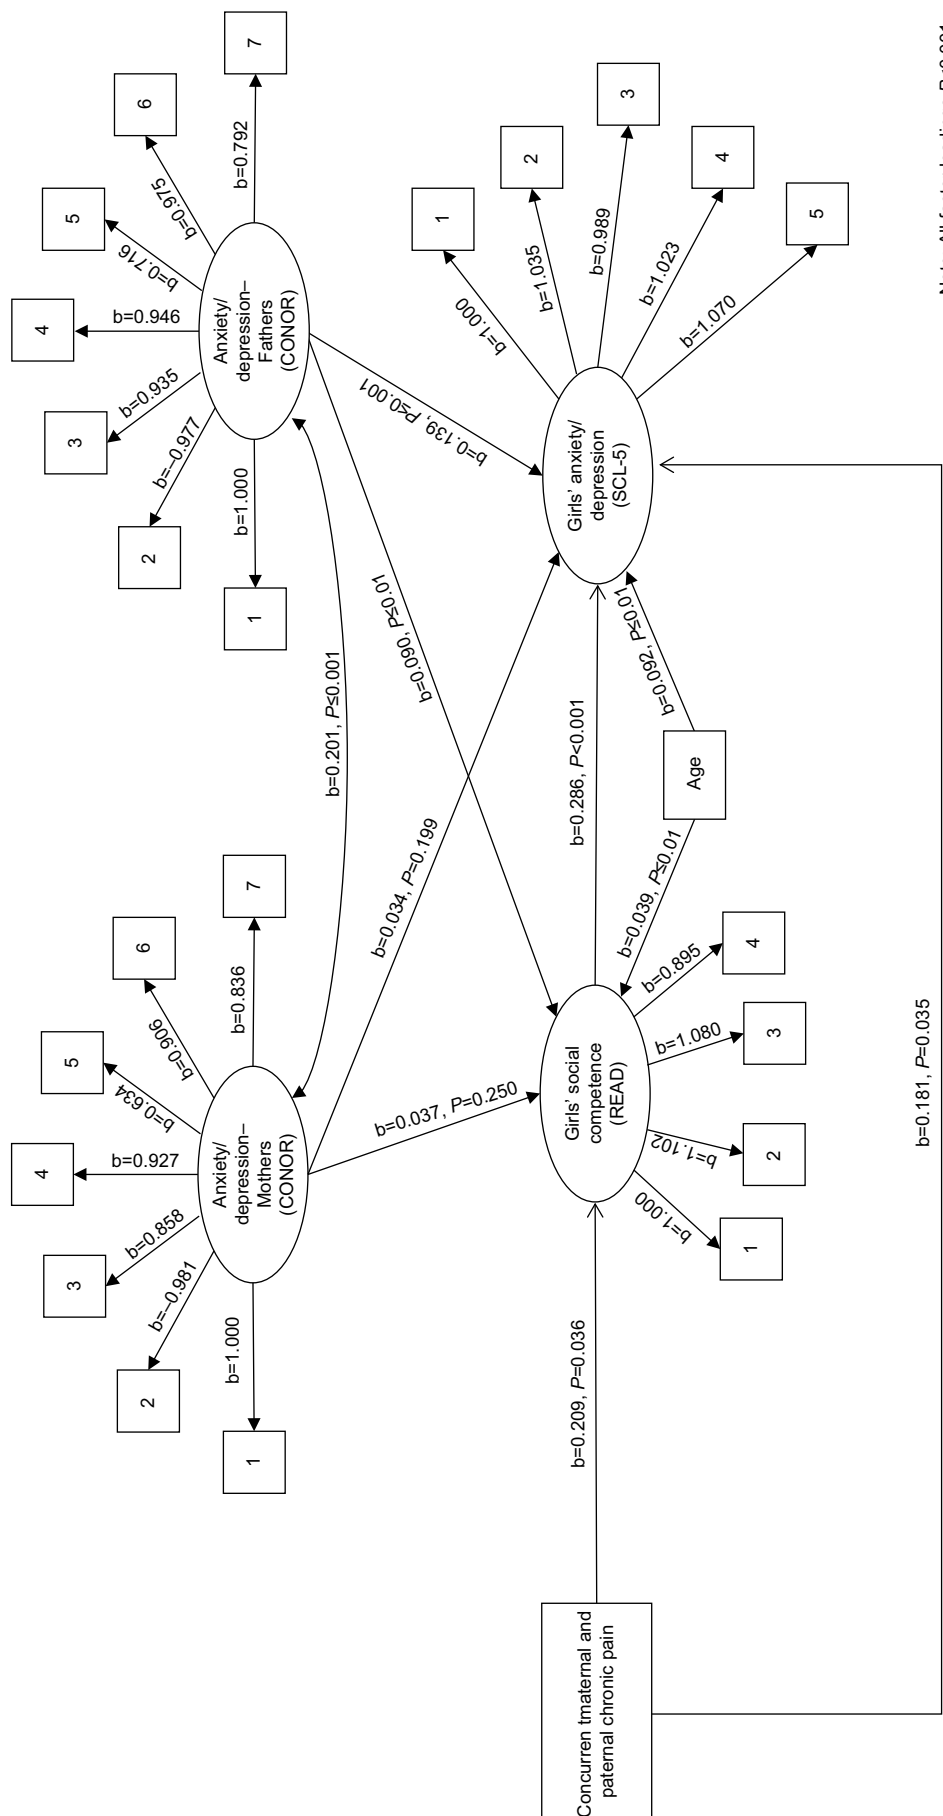 1
b=1.000
2
b=–0.981
3
b=0.858
4
b=0.927
5
b=0.634
6
b=0.906
7
b=0.836
Anxiety/
depression–
Mothers
(CONOR)
1
b=1.000
2
b=–0.977
3
b=0.935
4
b=0.946
5
b=0.716
6
b=0.975
7
b=0.792
Anxiety/
depression–
Fathers
(CONOR)
b=0.201, P≤0.001
b=0.037, P=0.250
b=0.034, P=0.199
b=0.090, P≤0.01
b=0.139, P≤0.001
Concurren tmaternal and
paternal chronic pain
b=0.209, P=0.036
Girls’ social
competence
(READ)
b=1.000
1
b=1.102
2
b=1.080
3
b=0.895
4
b=0.286, P<0.001
b=0.039, P≤0.01
Age
b=0.092, P≤0.01
Girls’ anxiety/
depression
(SCL-5)
b=1.000
1
b=1.035
2
b=0.989
3
b=1.023
4
b=1.070
5
b=0.181, P=0.035